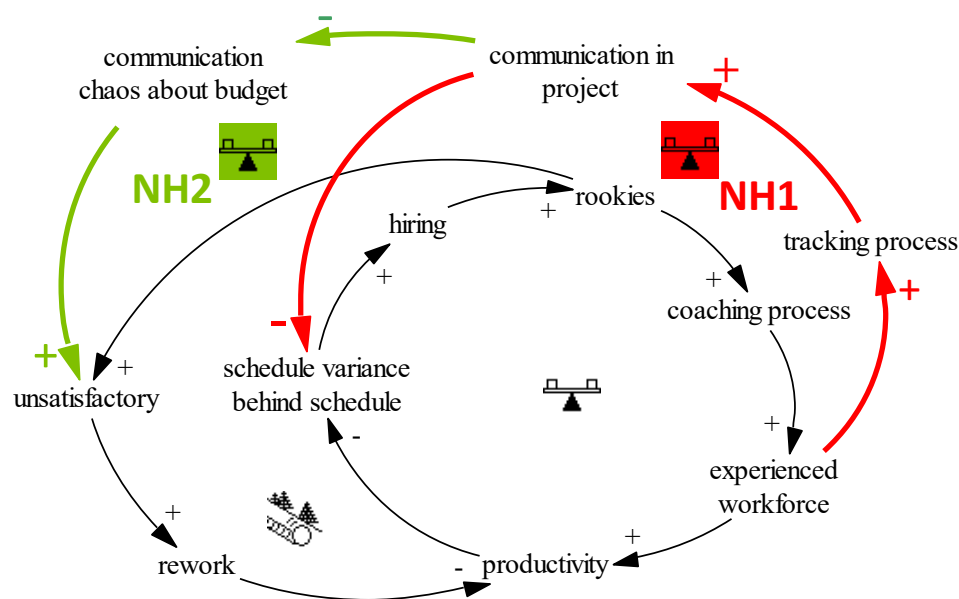 -
communication
chaos about budget
communication in
project
+
NH2
NH1
rookies
+
hiring
tracking process
+
+
+
coaching process
-
+
+
schedule variance
behind schedule
unsatisfactory
+
-
experienced
workforce
+
+
-
productivity
rework